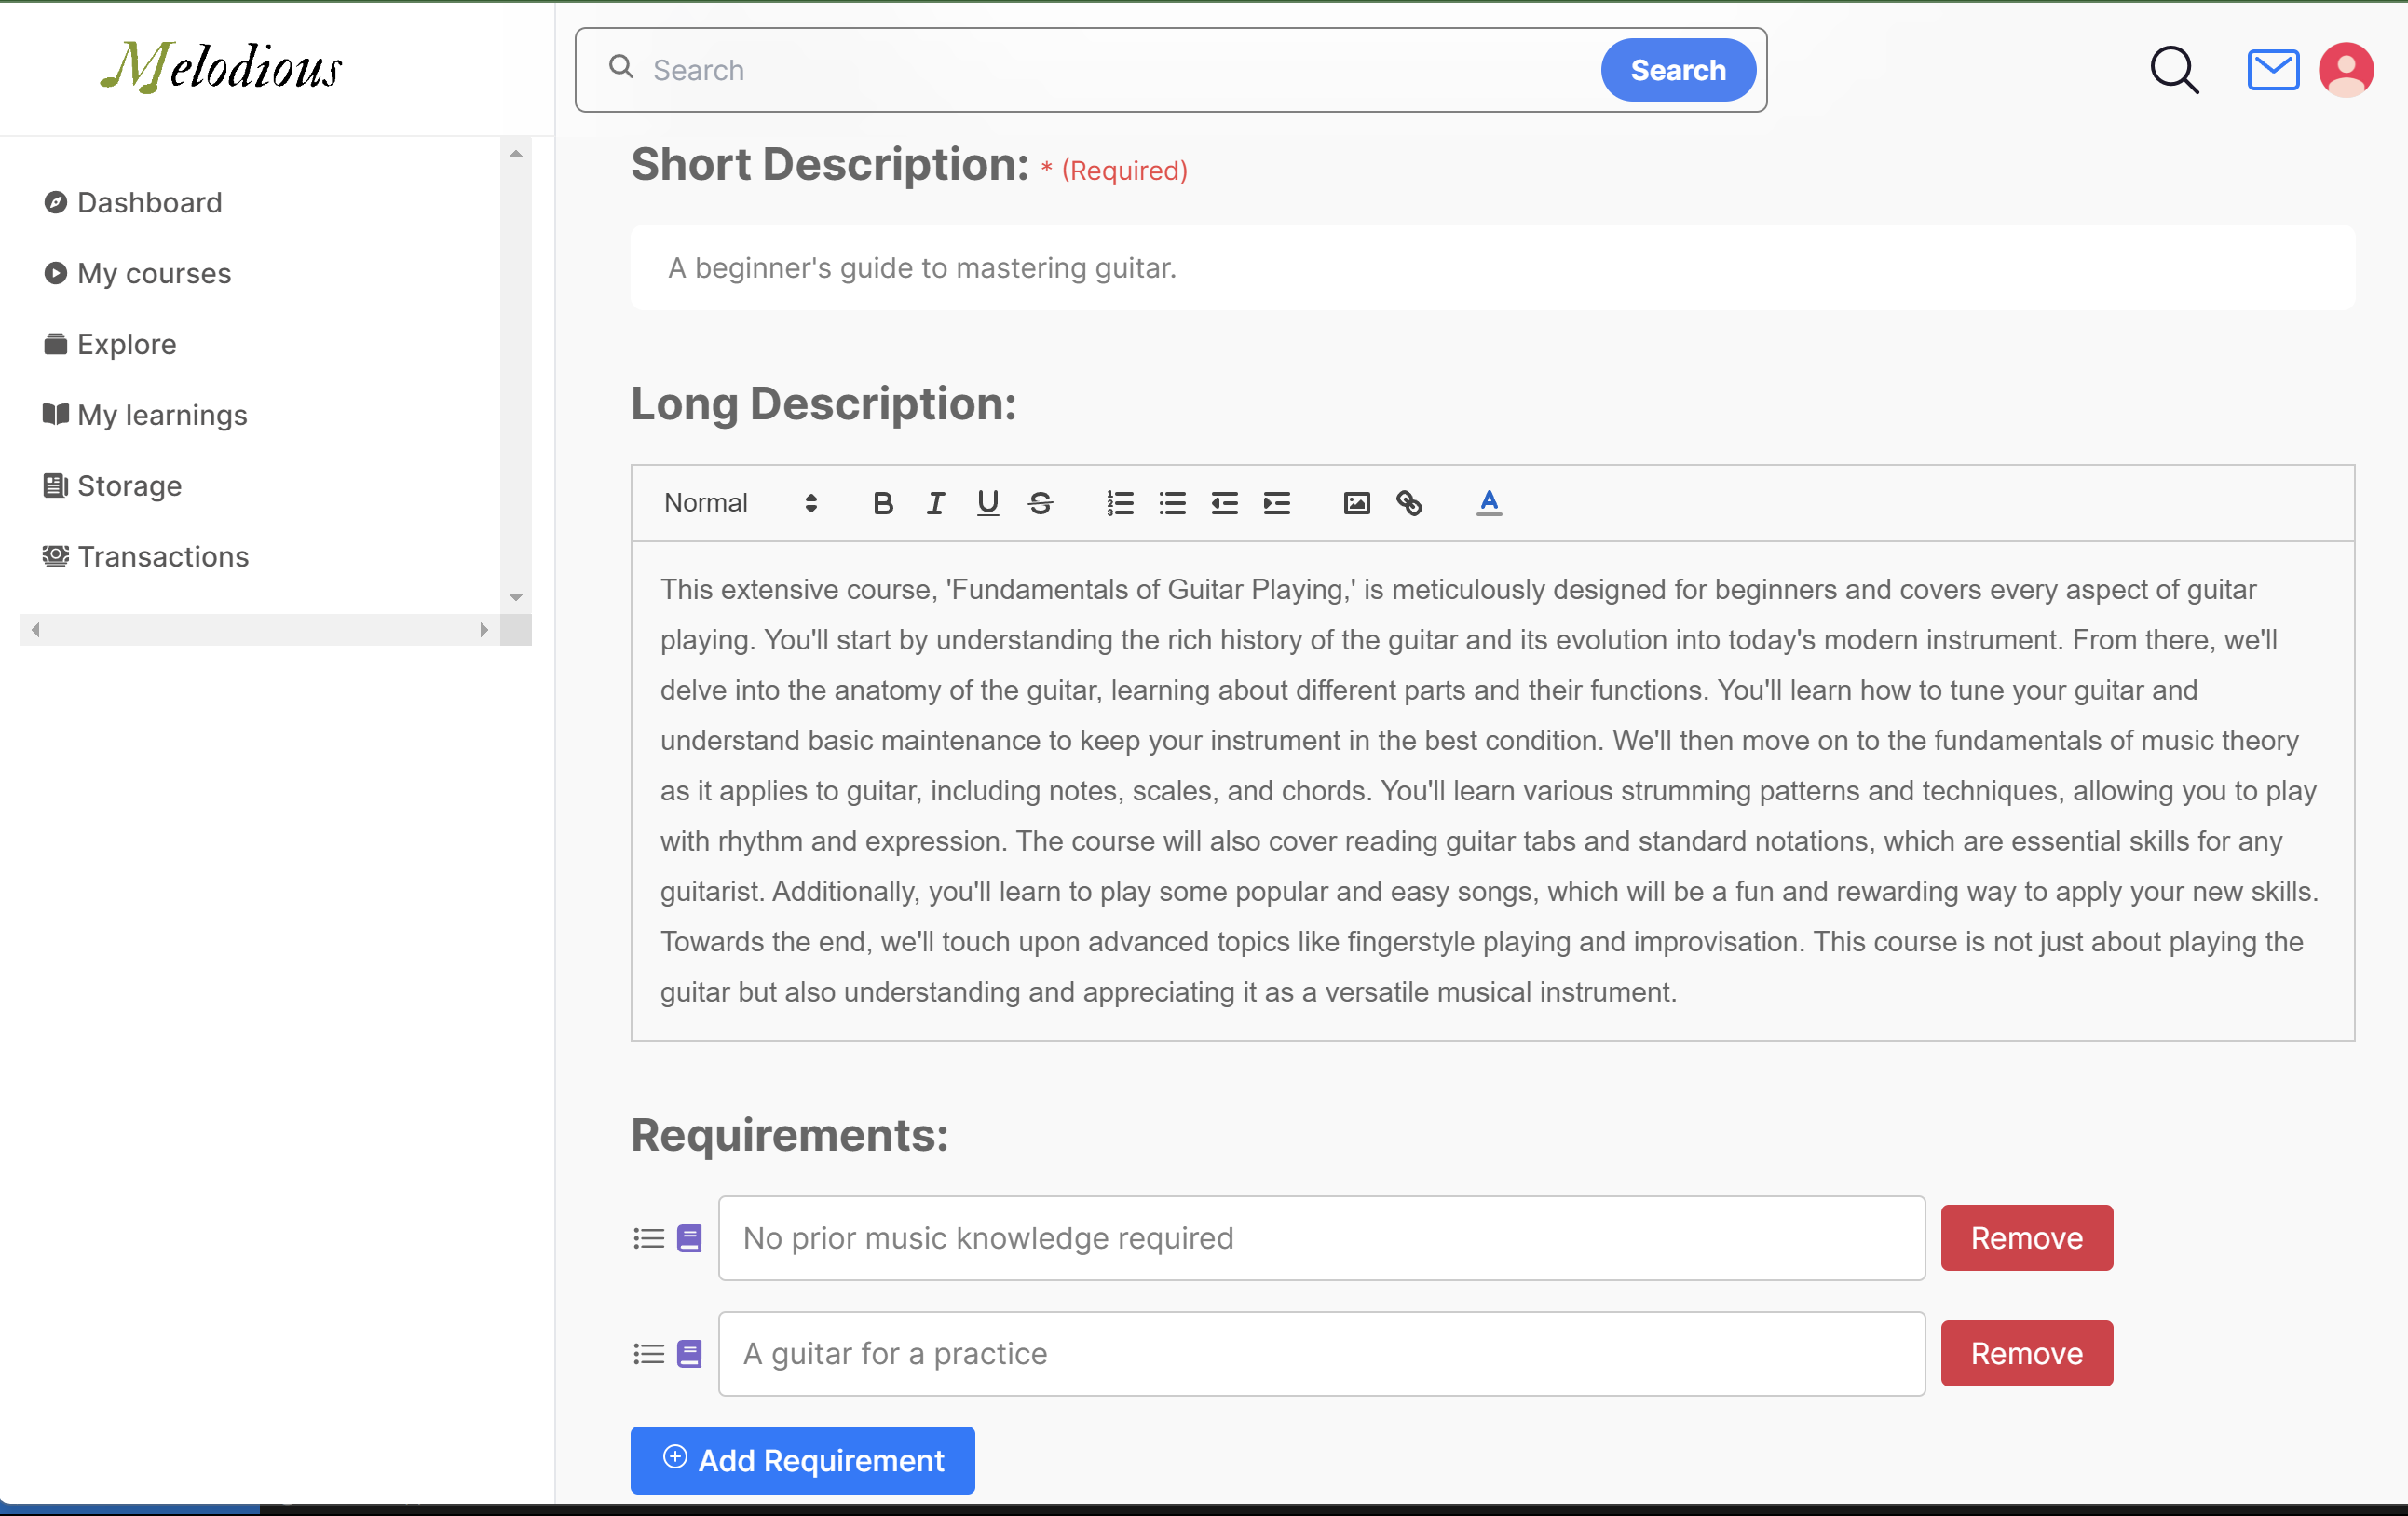 Melodious
Search
Search
Dashboard
My courses
Explore
My learnings
Storage
Transactions
Short Description: * (Required)
A beginner's guide to mastering guitar.
Long Description:
Normal
This extensive course, 'Fundamentals of Guitar Playing,' is meticulously designed for beginners and covers every aspect of guitar
playing. You'll start by understanding the rich history of the guitar and its evolution into today's modern instrument. From there, we'll
delve into the anatomy of the guitar, learning about different parts and their functions. You'll learn how to tune your guitar and
understand basic maintenance to keep your instrument in the best condition. We'll then move on to the fundamentals of music theory
as it applies to guitar, including notes, scales, and chords. You'll learn various strumming patterns and techniques, allowing you to play
with rhythm and expression. The course will also cover reading guitar tabs and standard notations, which are essential skills for any
guitarist. Additionally, you'll learn to play some popular and easy songs, which will be a fun and rewarding way to apply your new skills.
Towards the end, we'll touch upon advanced topics like fingerstyle playing and improvisation. This course is not just about playing the
guitar but also understanding and appreciating it as a versatile musical instrument.
Requirements:
No prior music knowledge required
Remove
A guitar for a practice
Remove
Add Requirement